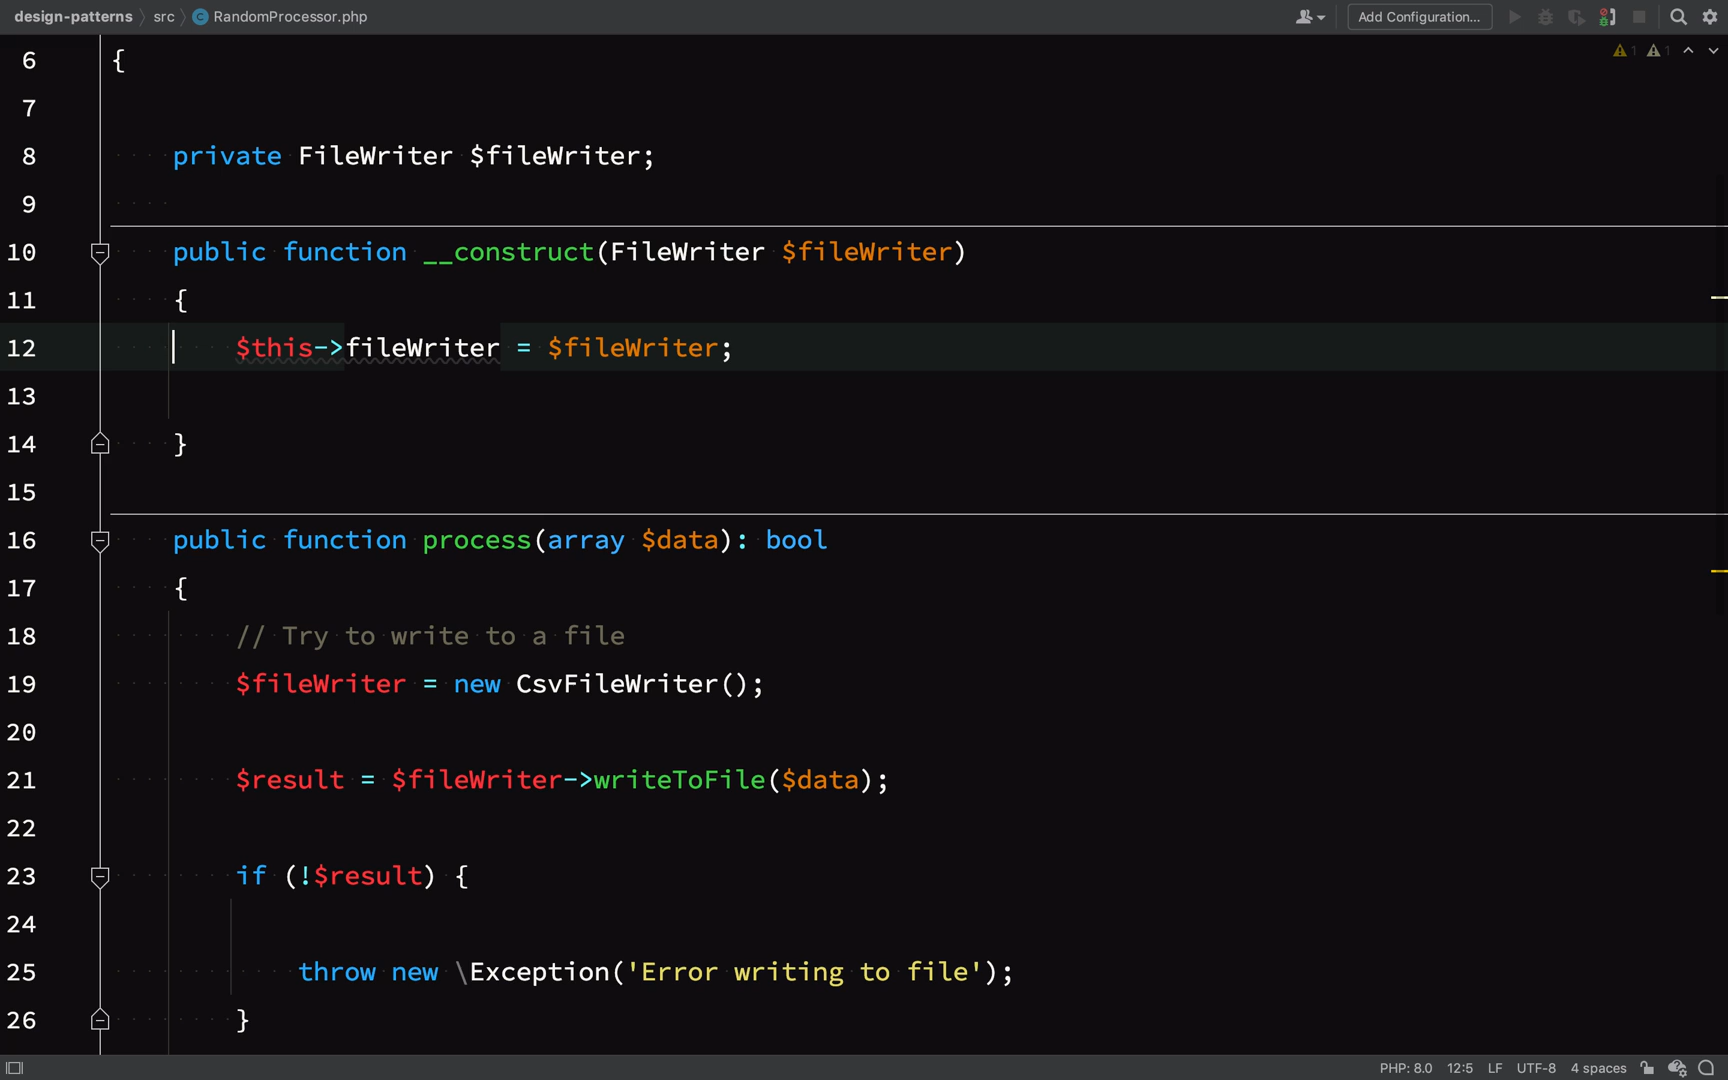 design-patterns src RandomProcessor.php Add Configuration...
1 1
6 {
7
8 private FileWriter $fileWriter;
9
10 public function __construct(FileWriter $fileWriter)
11 {
12 $this->fileWriter = $fileWriter;
13
14 }
15
16 public function process(array $data): bool
17 {
18 // Try to write to a file
19 $fileWriter = new CsvFileWriter();
20
21 $result = $fileWriter->writeToFile($data);
22
23 if (!$result) {
24
25 throw new \Exception('Error writing to file');
26 }
PHP: 8.0 12:5 LF UTF-8 4 spaces